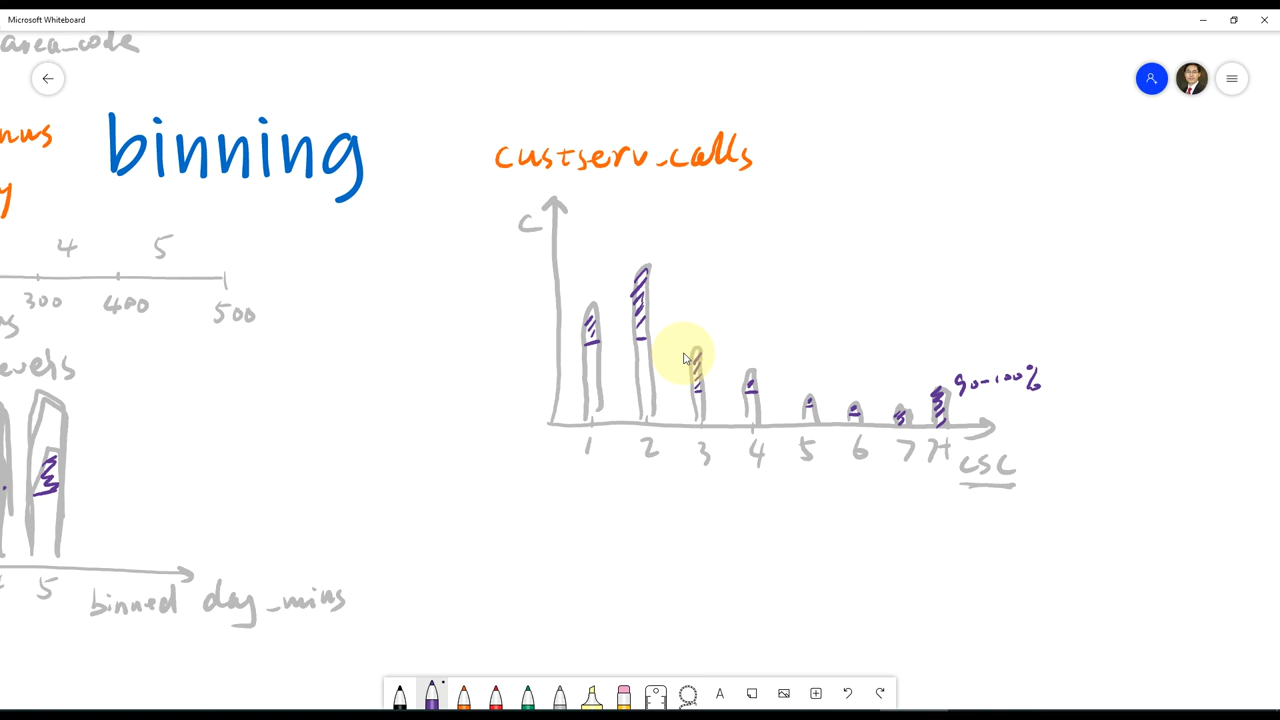 Microsoft Whiteboard
area_code
binning
custserv_calls
C
4 5
300 400 500
1 2 3 4 5 6 7 7+
90-100%
CSC
5
binned day_mins
A